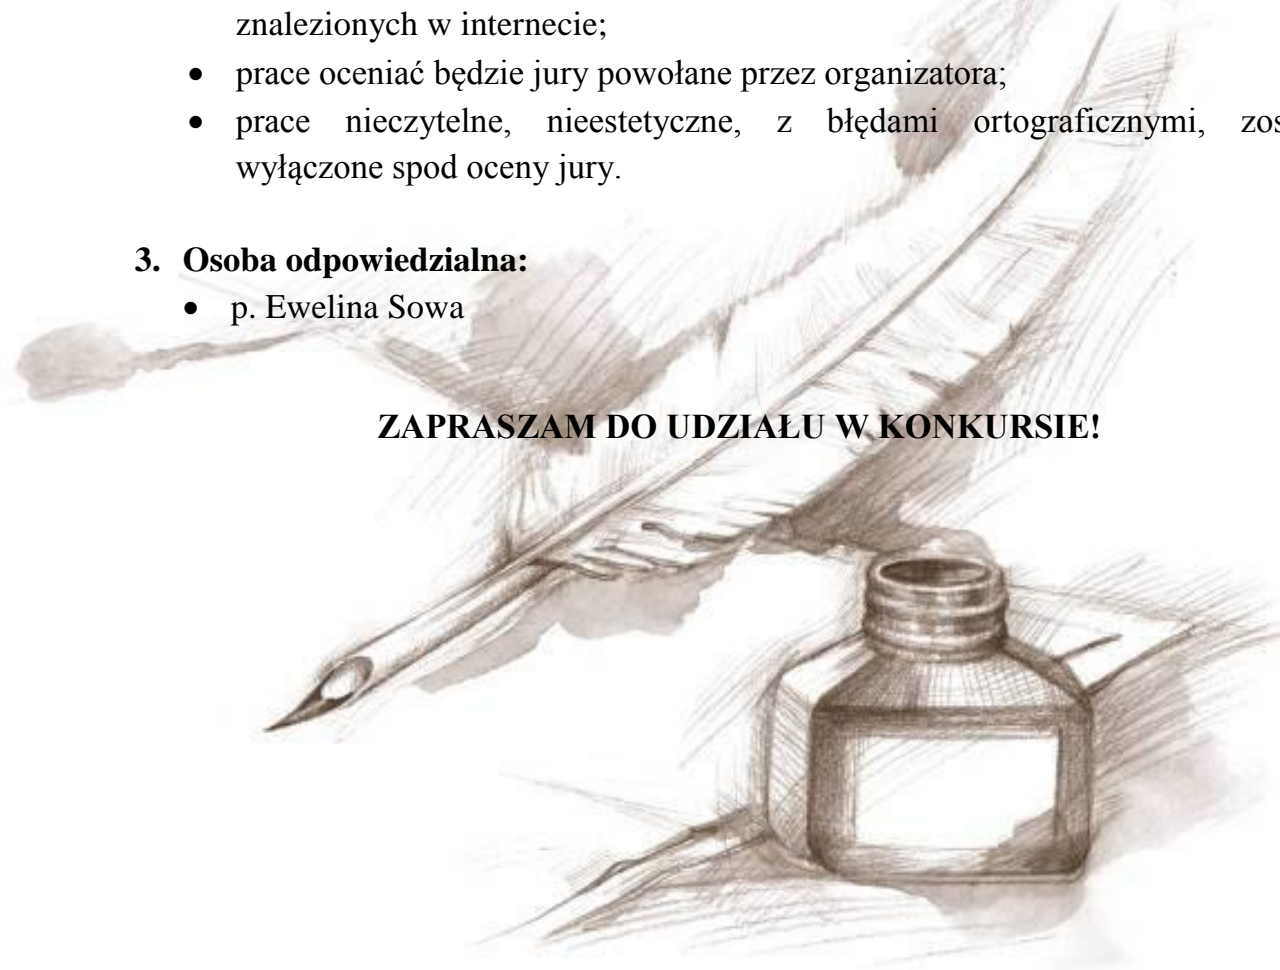 znalezionych w internecie;
• prace oceniać będzie jury powołane przez organizatora;
• prace nieczytelne, nieestetyczne, z błędami ortograficznymi,
wyłączone spod oceny jury.
3. Osoba odpowiedzialna:
• p. Ewelina Sowa
ZAPRASZAM DO UDZIAŁU W KONKURSIE!